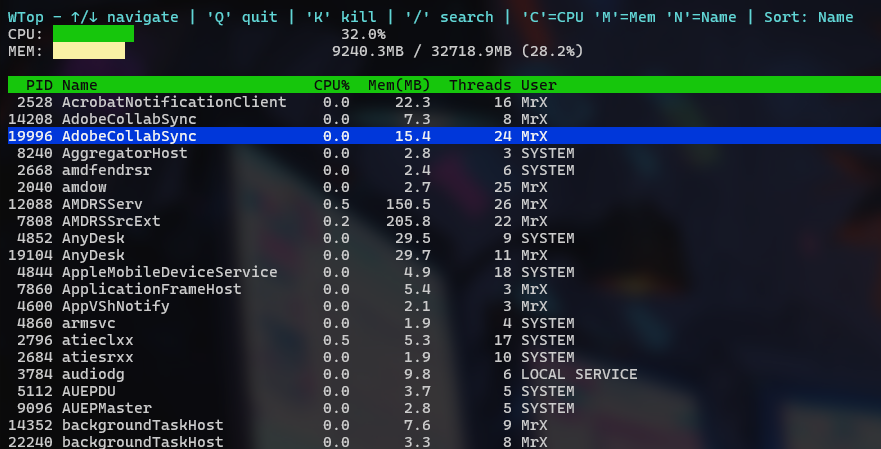 WTop - ↑/↓ navigate | 'Q' quit | 'K' kill | '/' search | 'C'=CPU 'M'=Mem 'N'=Name | Sort: Name
CPU: 32.0%
MEM: 9240.3MB / 32718.9MB (28.2%)
PID Name CPU% Mem(MB) Threads User
2528 AcrobatNotificationClient 0.0 22.3 16 MrX
14208 AdobeCollabSync 0.0 7.3 8 MrX
19996 AdobeCollabSync 0.0 15.4 24 MrX
8240 AggregatorHost 0.0 2.8 3 SYSTEM
2668 amdfendrsr 0.0 2.4 6 SYSTEM
2040 amdow 0.0 2.7 25 MrX
12088 AMDRSServ 0.5 150.5 26 MrX
7808 AMDRSSrcExt 0.2 205.8 22 MrX
4852 AnyDesk 0.0 29.5 9 SYSTEM
19104 AnyDesk 0.0 29.7 11 MrX
4844 AppleMobileDeviceService 0.0 4.9 18 SYSTEM
7860 ApplicationFrameHost 0.0 5.4 3 MrX
4600 AppVShNotify 0.0 2.1 3 MrX
4860 armsvc 0.0 1.9 4 SYSTEM
2796 atieclxx 0.5 5.3 17 SYSTEM
2684 atiesrxx 0.0 1.9 10 SYSTEM
3784 audiodg 0.0 9.8 6 LOCAL SERVICE
5112 AUEPDU 0.0 3.7 5 SYSTEM
9096 AUEPMaster 0.0 2.8 5 SYSTEM
14352 backgroundTaskHost 0.0 7.6 9 MrX
22240 backgroundTaskHost 0.0 3.3 8 MrX